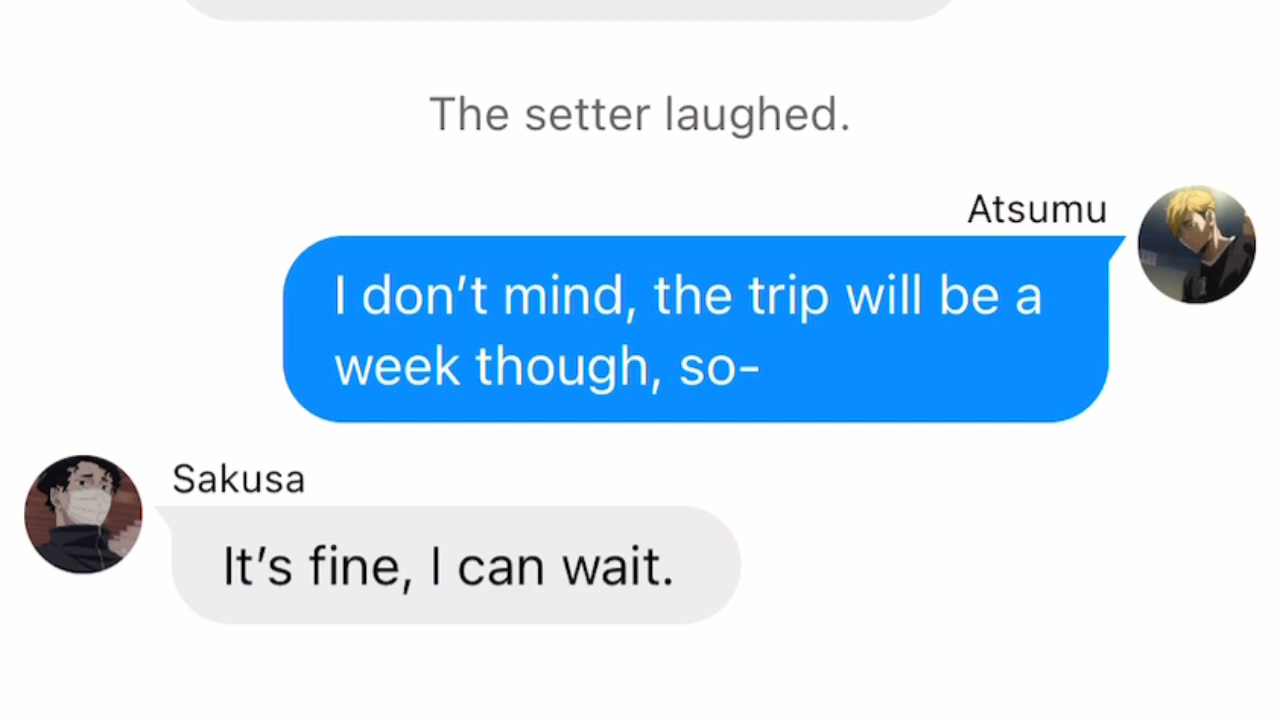 The setter laughed.
Atsumu
I don’t mind, the trip will be a
week though, so-
Sakusa
It’s fine, I can wait.